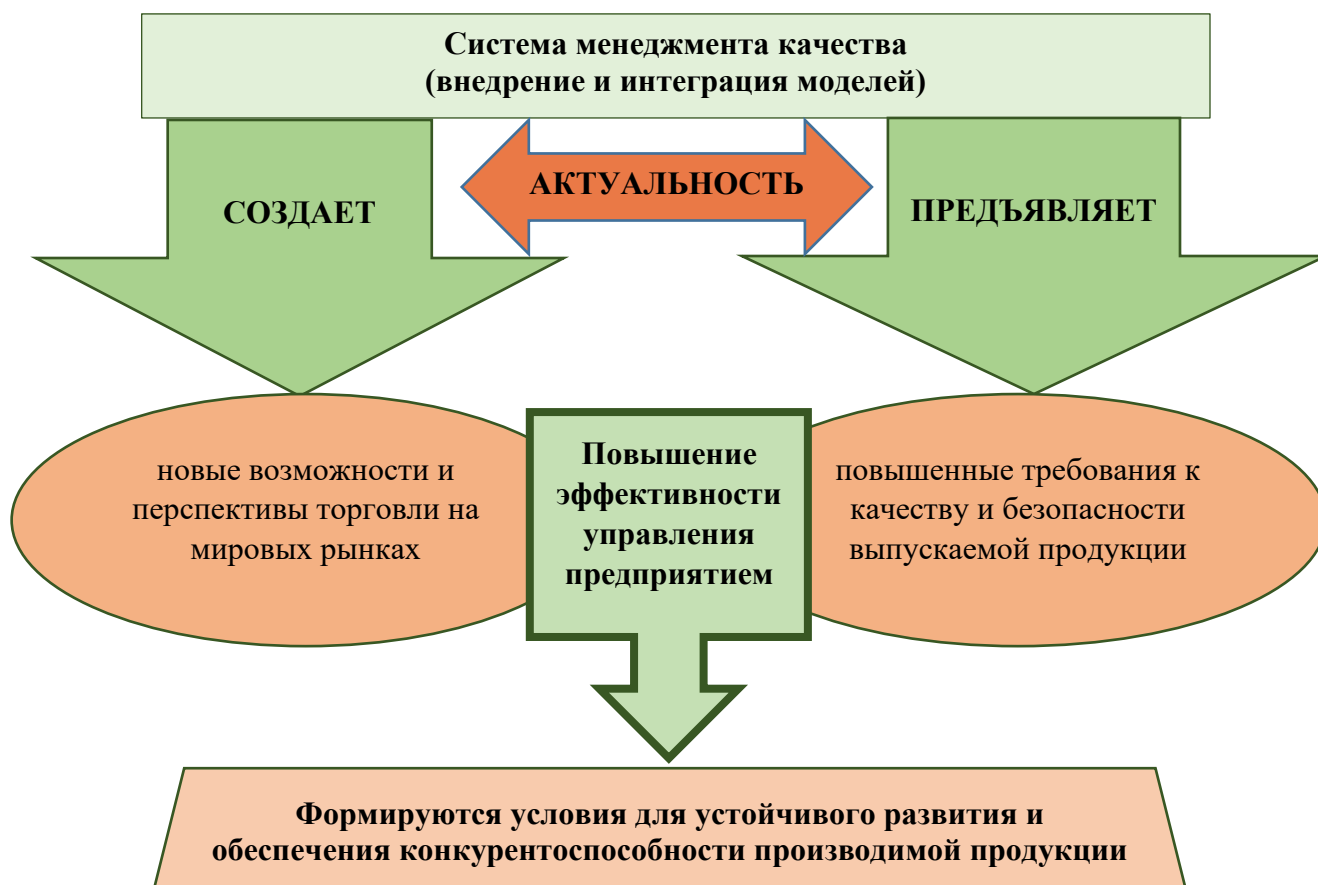 Система менеджмента качества
(внедрение и интеграция моделей)
АКТУАЛЬНОСТЬ
СОЗДАЕТ
ПРЕДЪЯВЛЯЕТ
новые возможности и
перспективы торговли на
мировых рынках
Повышение
эффективности
управления
предприятием
повышенные требования к
качеству и безопасности
выпускаемой продукции
Формируются условия для устойчивого развития и
обеспечения конкурентоспособности производимой продукции